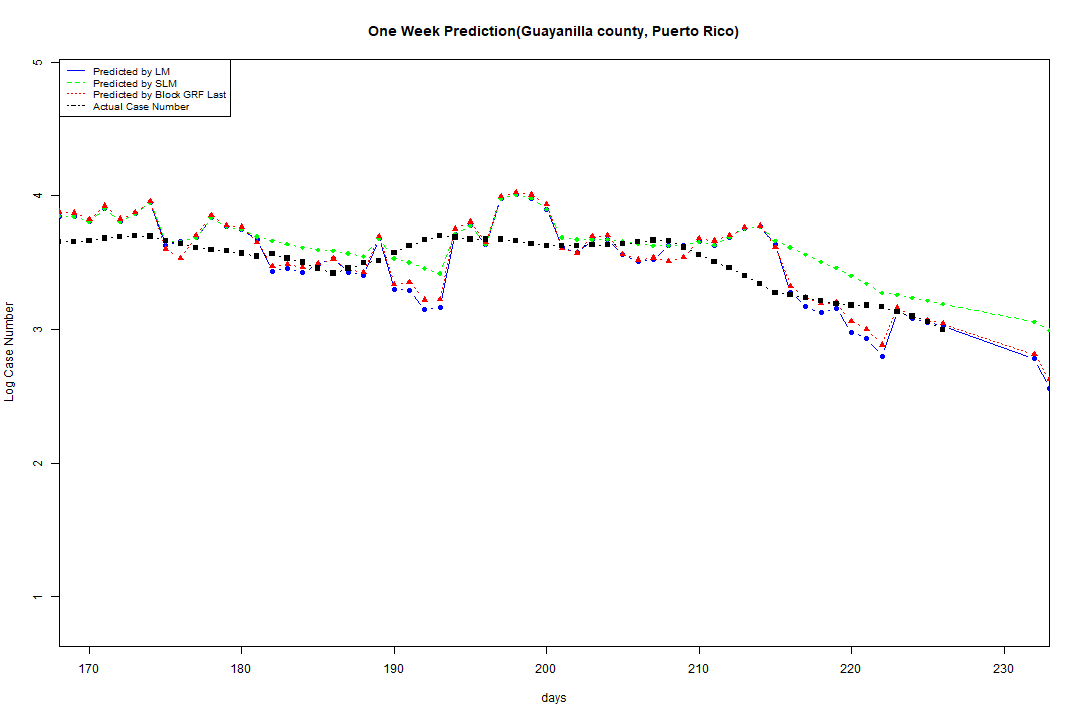 One Week Prediction(Guayanilla county, Puerto Rico)
Predicted by LM
Predicted by SLM
Predicted by Block GRF Last
Actual Case Number
5
4
3
2
1
Log Case Number
170 180 190 200 210 220 230
days